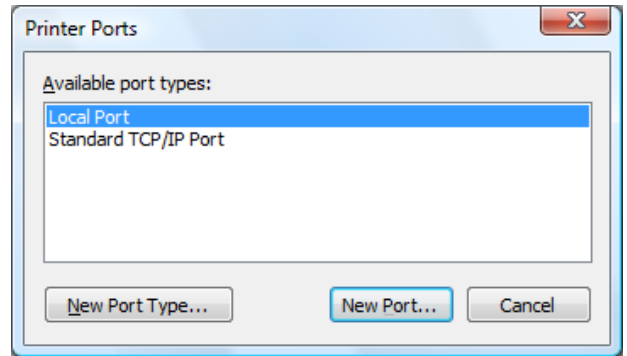 Printer Ports
Available port types:
Local Port
Standard TCP/IP Port
New Port Type...
New Port...
Cancel